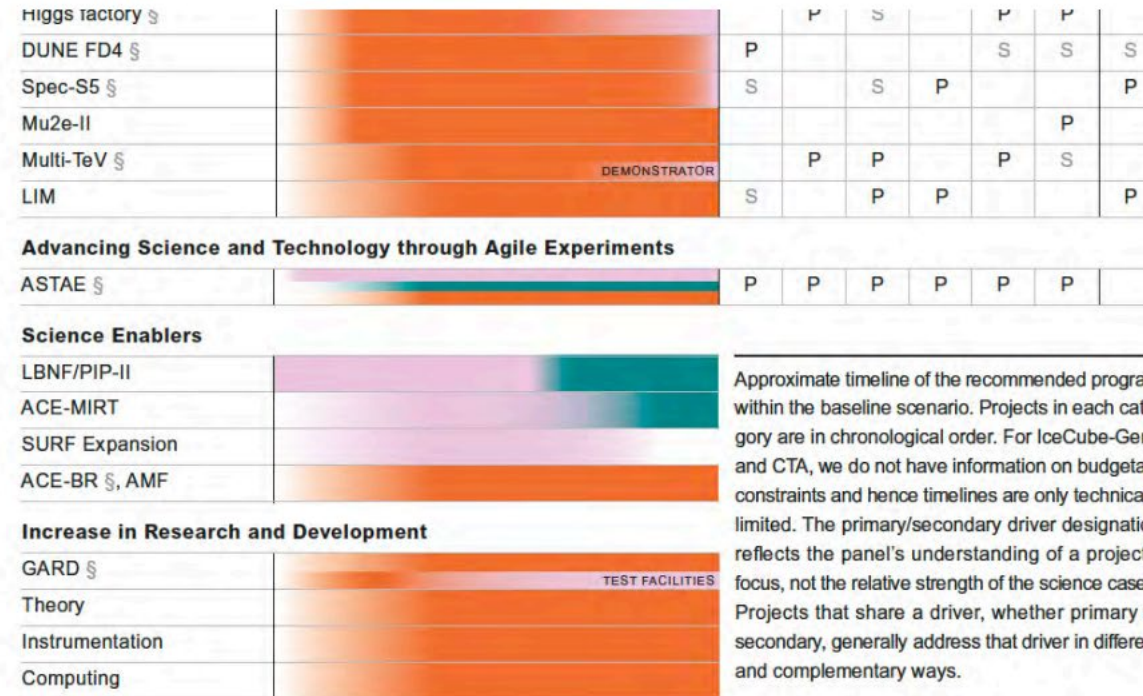 Higgs factory § P S P P
DUNE FD4 § P S S S
Spec-S5 § S S P P
Mu2e-II P
Multi-TeV § DEMONSTRATOR P P P S
LIM S P P P
Advancing Science and Technology through Agile Experiments
ASTAE § P P P P P P
Science Enablers
LBNF/PIP-II
ACE-MIRT
SURF Expansion
ACE-BR §, AMF
Increase in Research and Development
GARD § TEST FACILITIES
Theory
Instrumentation
Computing
Approximate timeline of the recommended progra
within the baseline scenario. Projects in each cat
gory are in chronological order. For IceCube-Ge
and CTA, we do not have information on budgeta
constraints and hence timelines are only technica
limited. The primary/secondary driver designatio
reflects the panel's understanding of a project
focus, not the relative strength of the science case
Projects that share a driver, whether primary
secondary, generally address that driver in differe
and complementary ways.